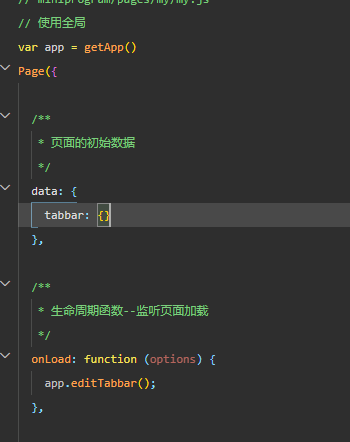 // miniprogram/pages/my/my.js
// 使用全局
var app = getApp()
Page({
/**
* 页面的初始数据
*/
data: {
tabbar: {}
},
/**
* 生命周期函数--监听页面加载
*/
onLoad: function (options) {
app.editTabbar();
},